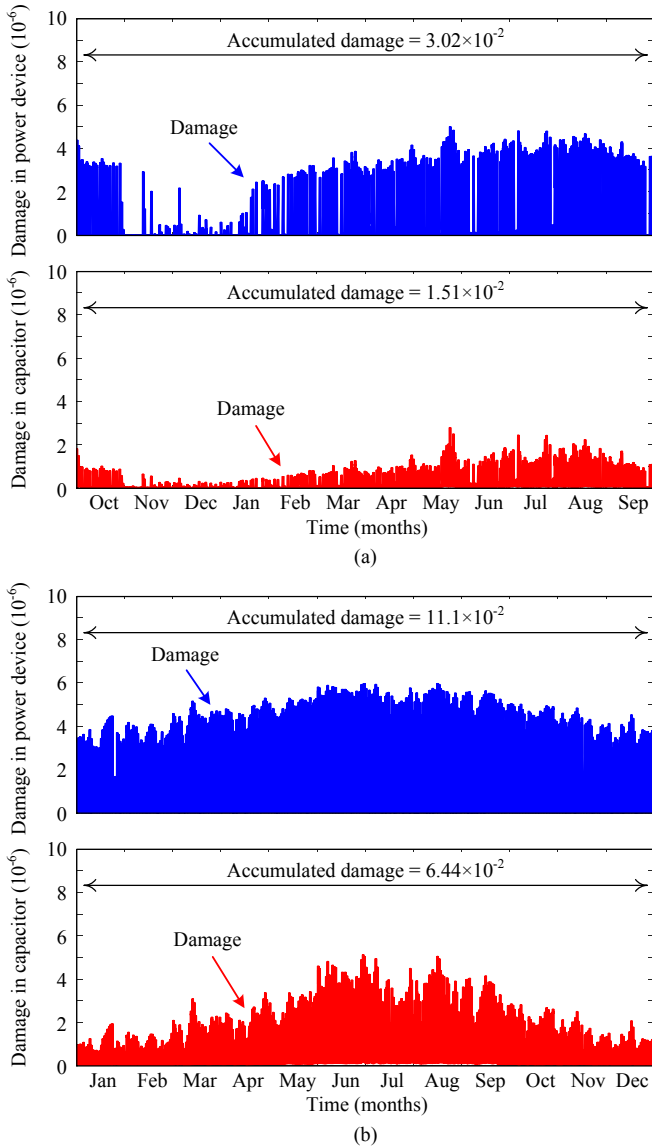 Damage in power device (10-6)
10
8
6
4
2
0
Accumulated damage = 3.02×10-2
Damage
Damage in capacitor (10-6)
10
8
6
4
2
0
Accumulated damage = 1.51×10-2
Damage
Oct Nov Dec Jan Feb Mar Apr May Jun Jul Aug Sep
Time (months)
(a)
Damage in power device (10-6)
10
8
6
4
2
0
Accumulated damage = 11.1×10-2
Damage
Damage in capacitor (10-6)
10
8
6
4
2
0
Accumulated damage = 6.44×10-2
Damage
Jan Feb Mar Apr May Jun Jul Aug Sep Oct Nov Dec
Time (months)
(b)